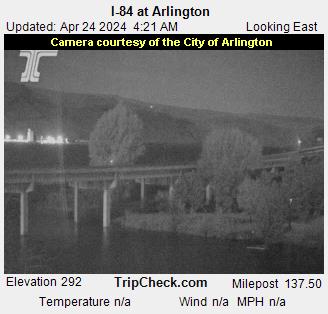 I-84 at Arlington
Updated: Apr 24 2024 4:21 AM Looking East
Camera courtesy of the City of Arlington
Elevation 292 TripCheck.com Milepost 137.50
Temperature n/a Wind n/a MPH n/a